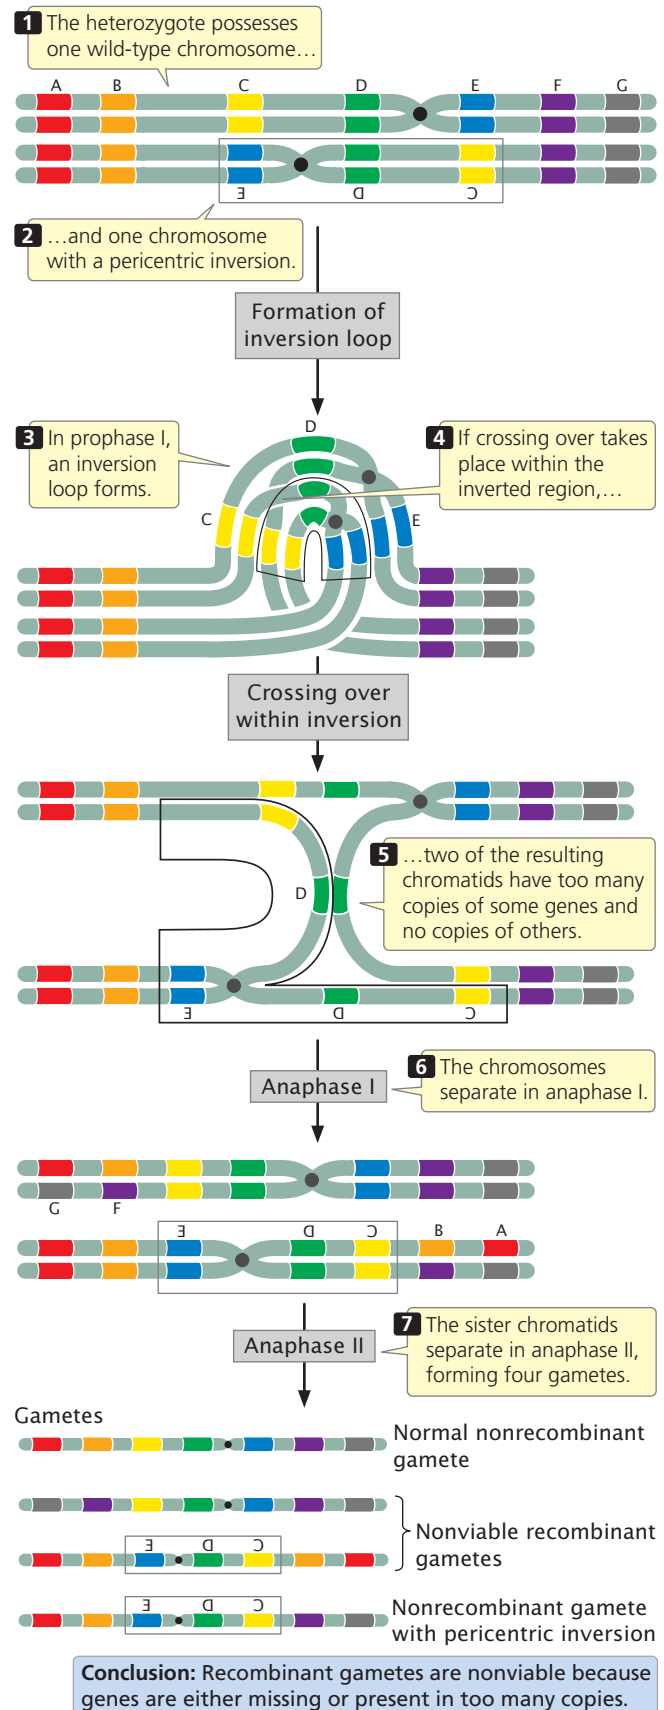 1 The heterozygote possesses
one wild-type chromosome…
A B C D E F G
E D C
2 …and one chromosome
with a pericentric inversion.
Formation of
inversion loop
D
3 In prophase I,
an inversion
loop forms.
4 If crossing over takes
place within the
inverted region,…
C E
Crossing over
within inversion
5 …two of the resulting
chromatids have too many
copies of some genes and
no copies of others.
D
E D C
Anaphase I
6 The chromosomes
separate in anaphase I.
G F
E D C B A
Anaphase II
7 The sister chromatids
separate in anaphase II,
forming four gametes.
Gametes
Normal nonrecombinant
gamete
Nonviable recombinant
gametes
E D C
E D C
Nonrecombinant gamete
with pericentric inversion
Conclusion: Recombinant gametes are nonviable because
genes are either missing or present in too many copies.